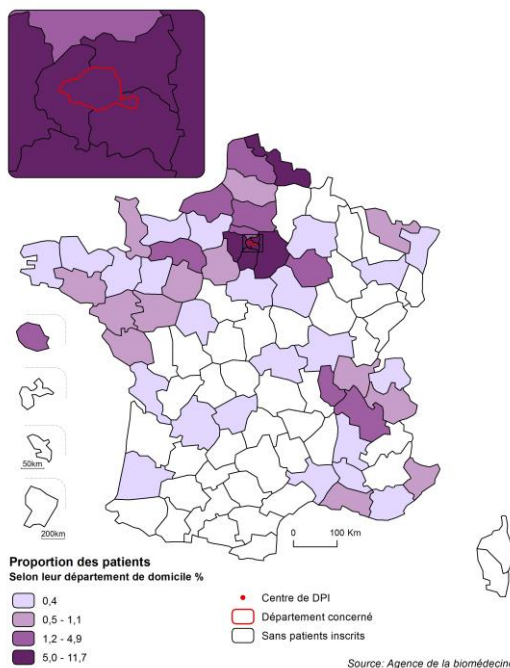 50km
200km
0 100 Km
Proportion des patients
Selon leur département de domicile %
0,4
0,5 - 1,1
1,2 - 4,9
5,0 - 11,7
Centre de DPI
Département concerné
Sans patients inscrits
Source: Agence de la biomédecin